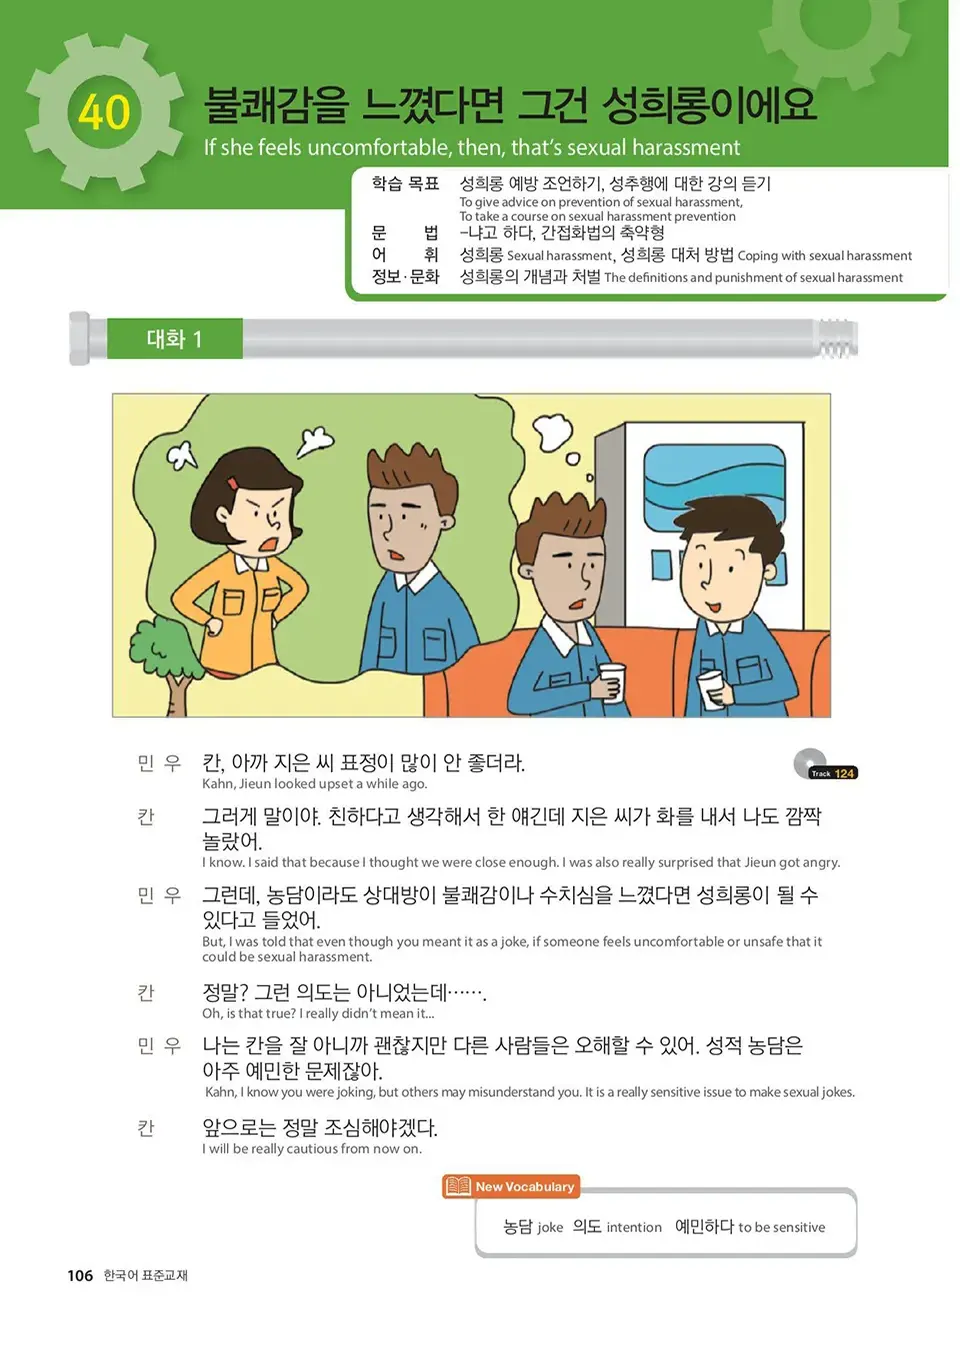 40
불쾌감을 느꼈다면 그건 성희롱이에요
If she feels uncomfortable, then, that's sexual harassment
학습 목표 성희롱 예방 조언하기, 성추행에 대한 강의 듣기
To give advice on prevention of sexual harassment,
To take a course on sexual harassment prevention
문 법 -냐고 하다, 간접화법의 축약형
어 휘 성희롱 Sexual harassment, 성희롱 대처 방법 Coping with sexual harassment
정보·문화 성희롱의 개념과 처벌 The definitions and punishment of sexual harassment
대화 1
민 우 칸, 아까 지은 씨 표정이 많이 안 좋더라.
Kahn, Jieun looked upset a while ago.
Track 124
칸 그러게 말이야. 친하다고 생각해서 한 얘긴데 지은 씨가 화를 내서 나도 깜짝
놀랐어.
I know. I said that because I thought we were close enough. I was also really surprised that Jieun got angry.
민 우 그런데, 농담이라도 상대방이 불쾌감이나 수치심을 느꼈다면 성희롱이 될 수
있다고 들었어.
But, I was told that even though you meant it as a joke, if someone feels uncomfortable or unsafe that it
could be sexual harassment.
칸 정말? 그런 의도는 아니었는데…….
Oh, is that true? I really didn't mean it...
민 우 나는 칸을 잘 아니까 괜찮지만 다른 사람들은 오해할 수 있어. 성적 농담은
아주 예민한 문제잖아.
Kahn, I know you were joking, but others may misunderstand you. It is a really sensitive issue to make sexual jokes.
칸 앞으로는 정말 조심해야겠다.
I will be really cautious from now on.
New Vocabulary
농담 joke 의도 intention 예민하다 to be sensitive
106 한국어 표준교재